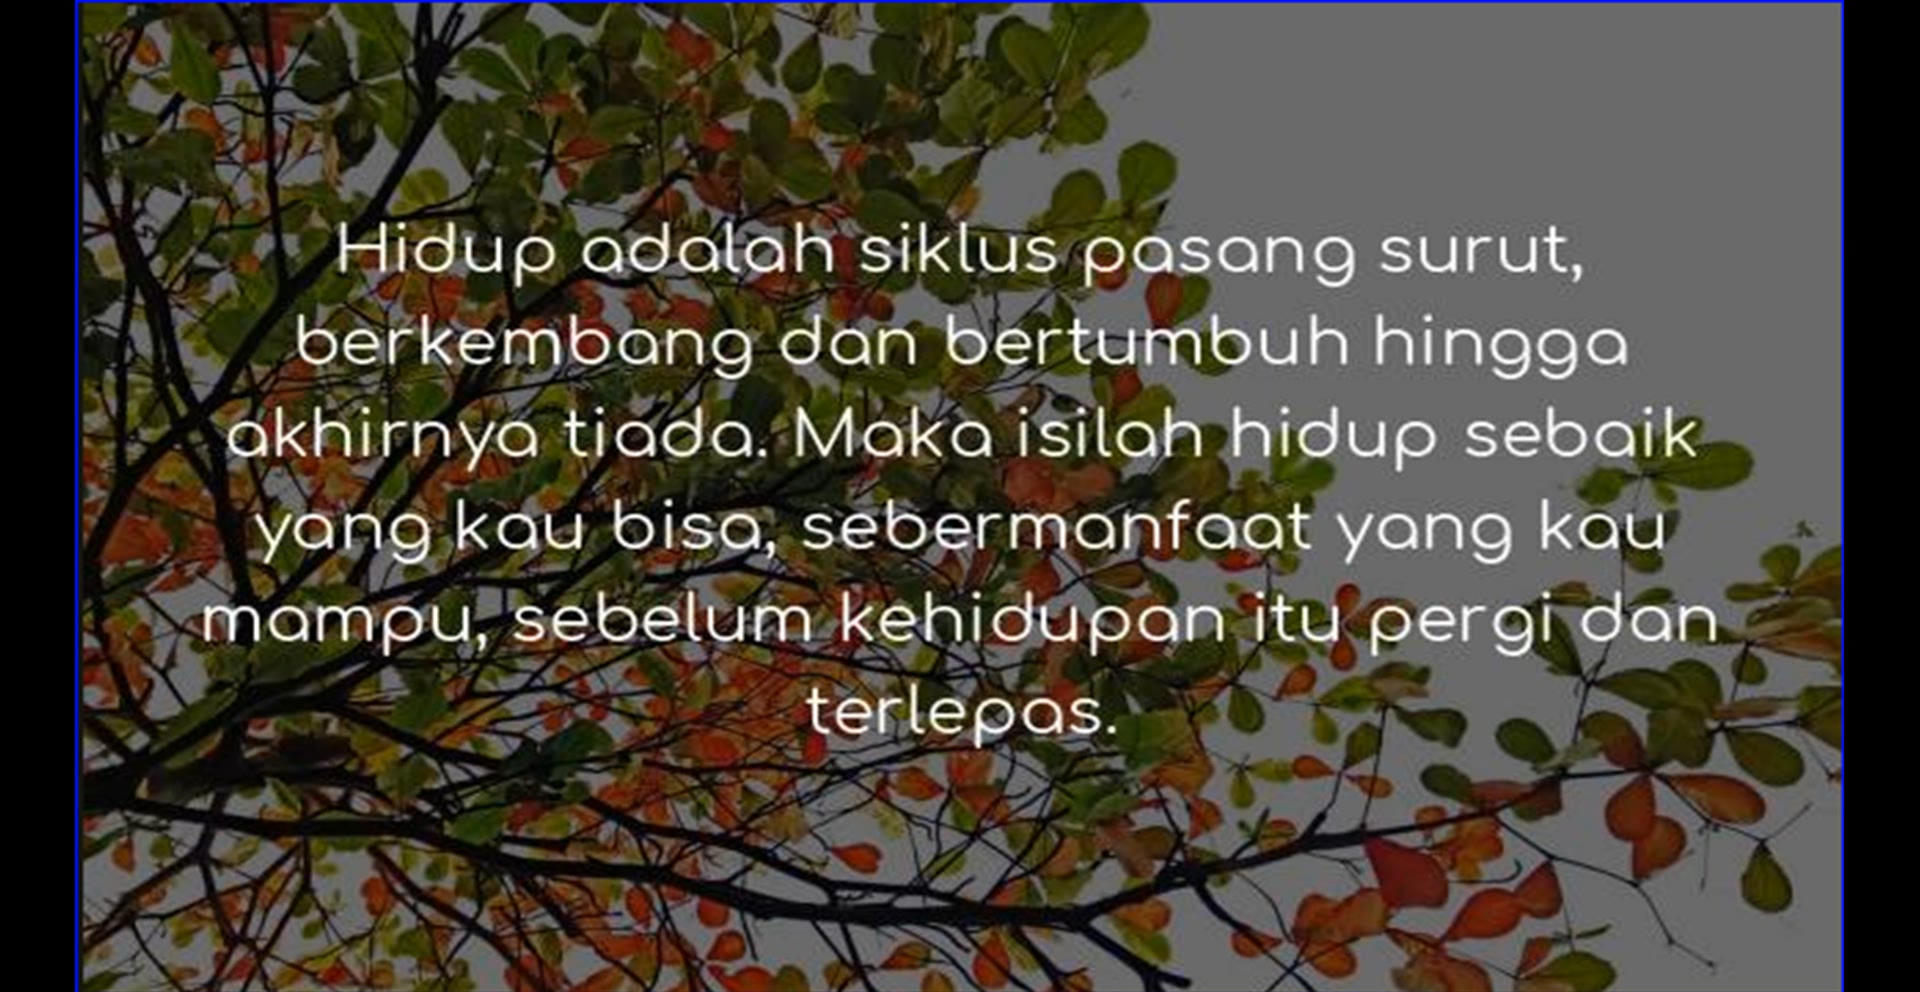 Hidup adalah siklus pasang surut,
berkembang dan bertumbuh hingga
akhirnya tiada. Maka isilah hidup sebaik
yang kau bisa, sebermanfaat yang kau
mampu, sebelum kehidupan itu pergi dan
terlepas.